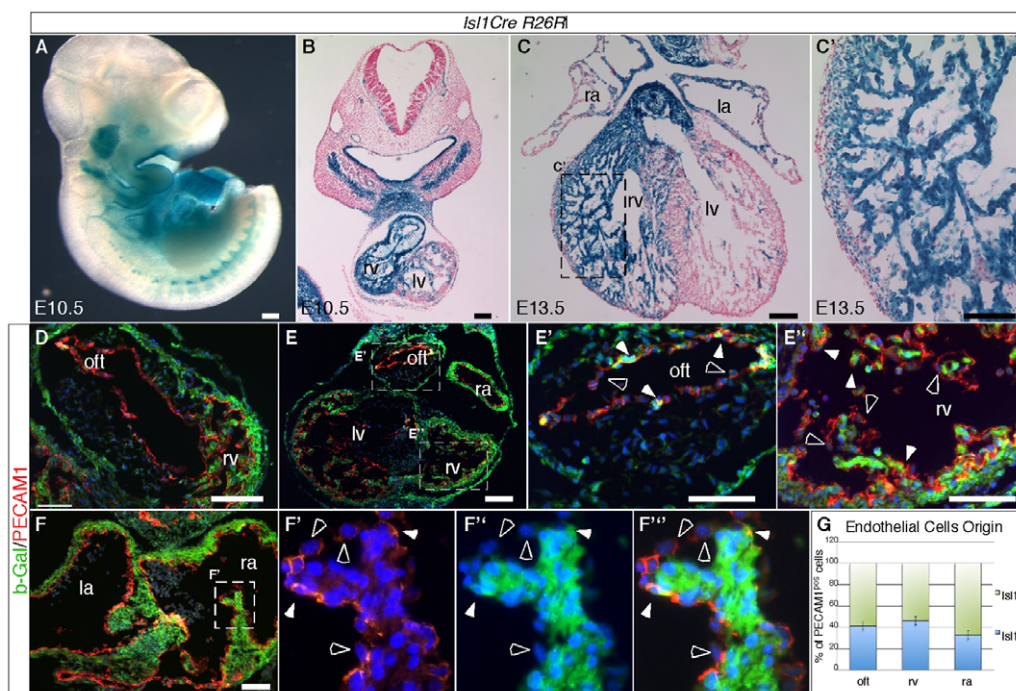 Isl1Cre R26R
A
B
C
C'
ra
la
c'
rv
lv
rv
lv
E10.5
E10.5
E13.5
E13.5
b-Gal/PECAM1
D
E
E'
E"
oft
E'
oft
ra
oft
rv
lv
E"
rv
rv
F
F'
F"
F'"
G
Endothelial Cells Origin
la
ra
F'
% of PECAM1pos cells
120
100
80
60
40
20
0
Isl1
Isl1
oft
rv
ra